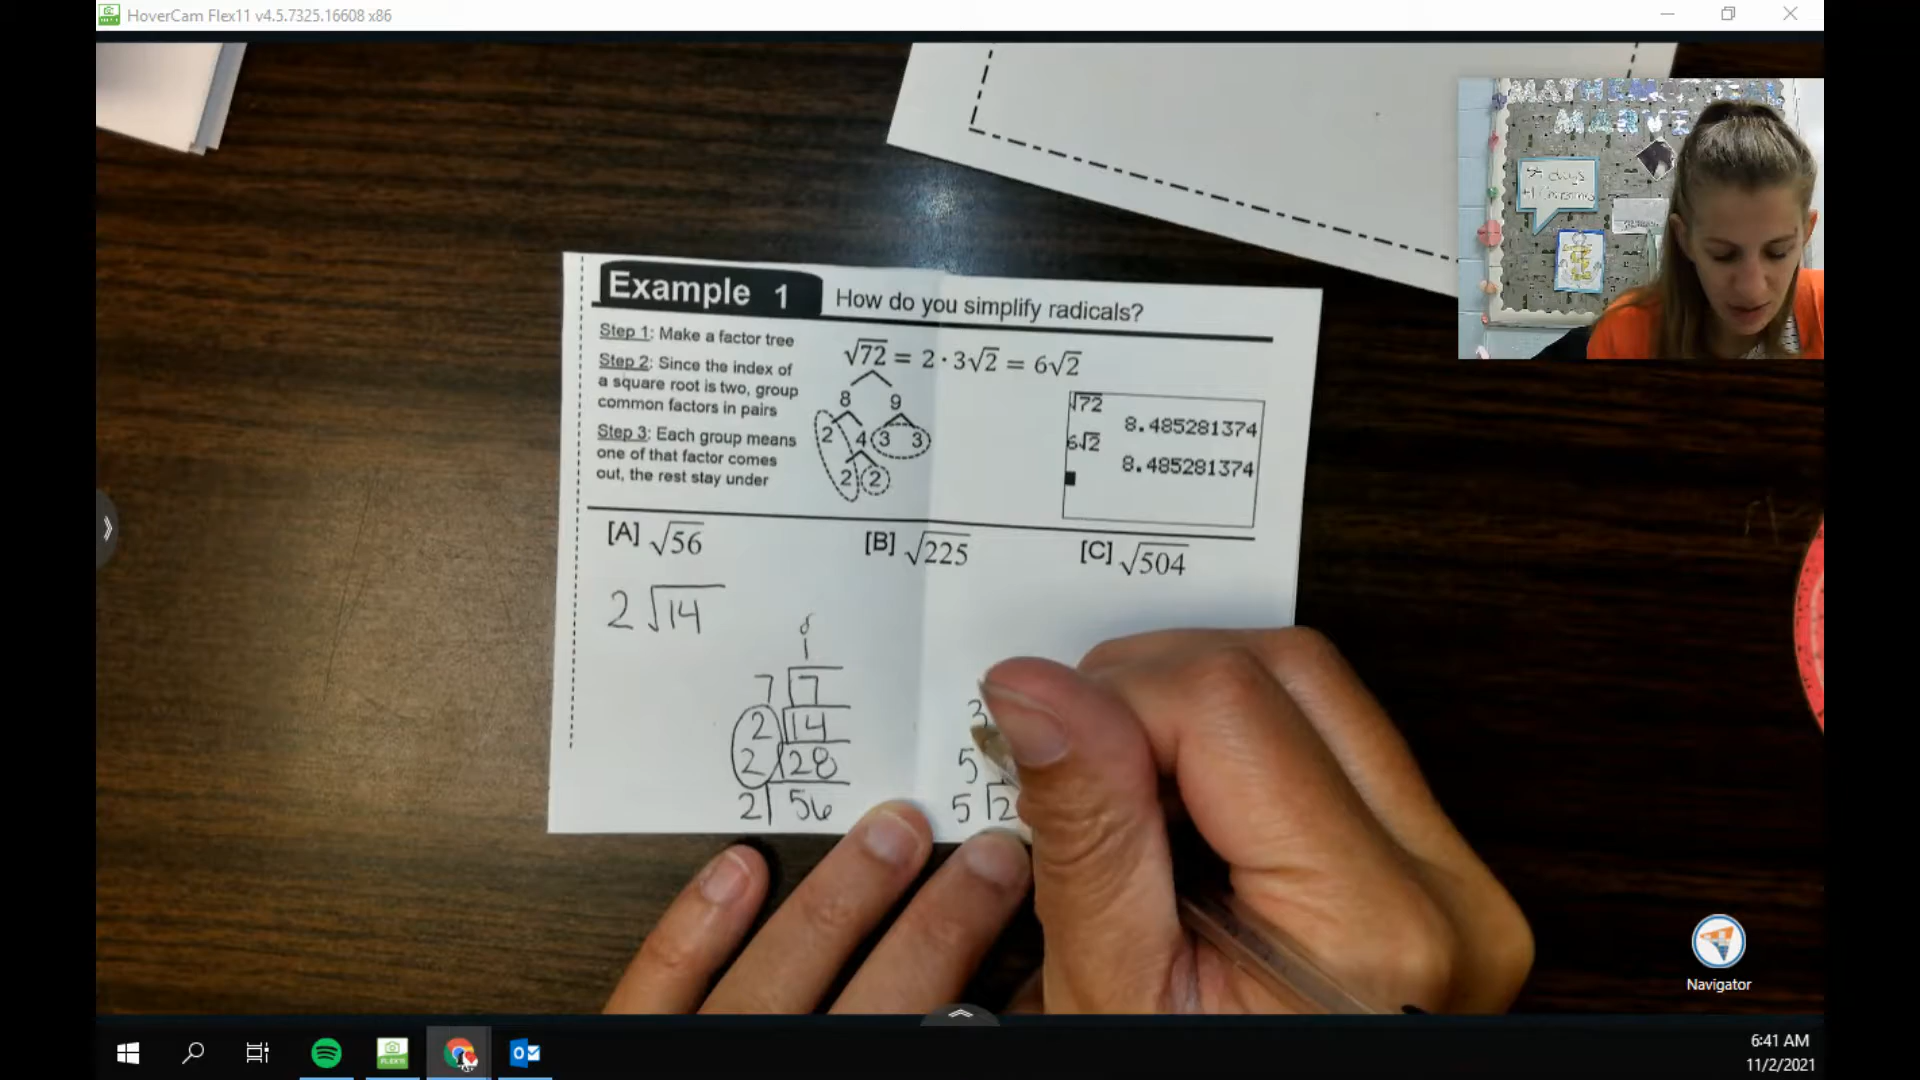 HoverCam Flex11 v4.5.7325.16608 x86
Example 1
How do you simplify radicals?
Step 1: Make a factor tree
Step 2: Since the index of
a square root is two, group
common factors in pairs
Step 3: Each group means
one of that factor comes
out, the rest stay under
√72 = 2 · 3√2 = 6√2
8 9
2 4 3 3
2 2
√72
8.485281374
6√2
8.485281374
[A] √56
[B] √225
[C] √504
2√14
1
7 7
2 14
2 28
2 56
3
5
5 2
Navigator
6:41 AM
11/2/2021